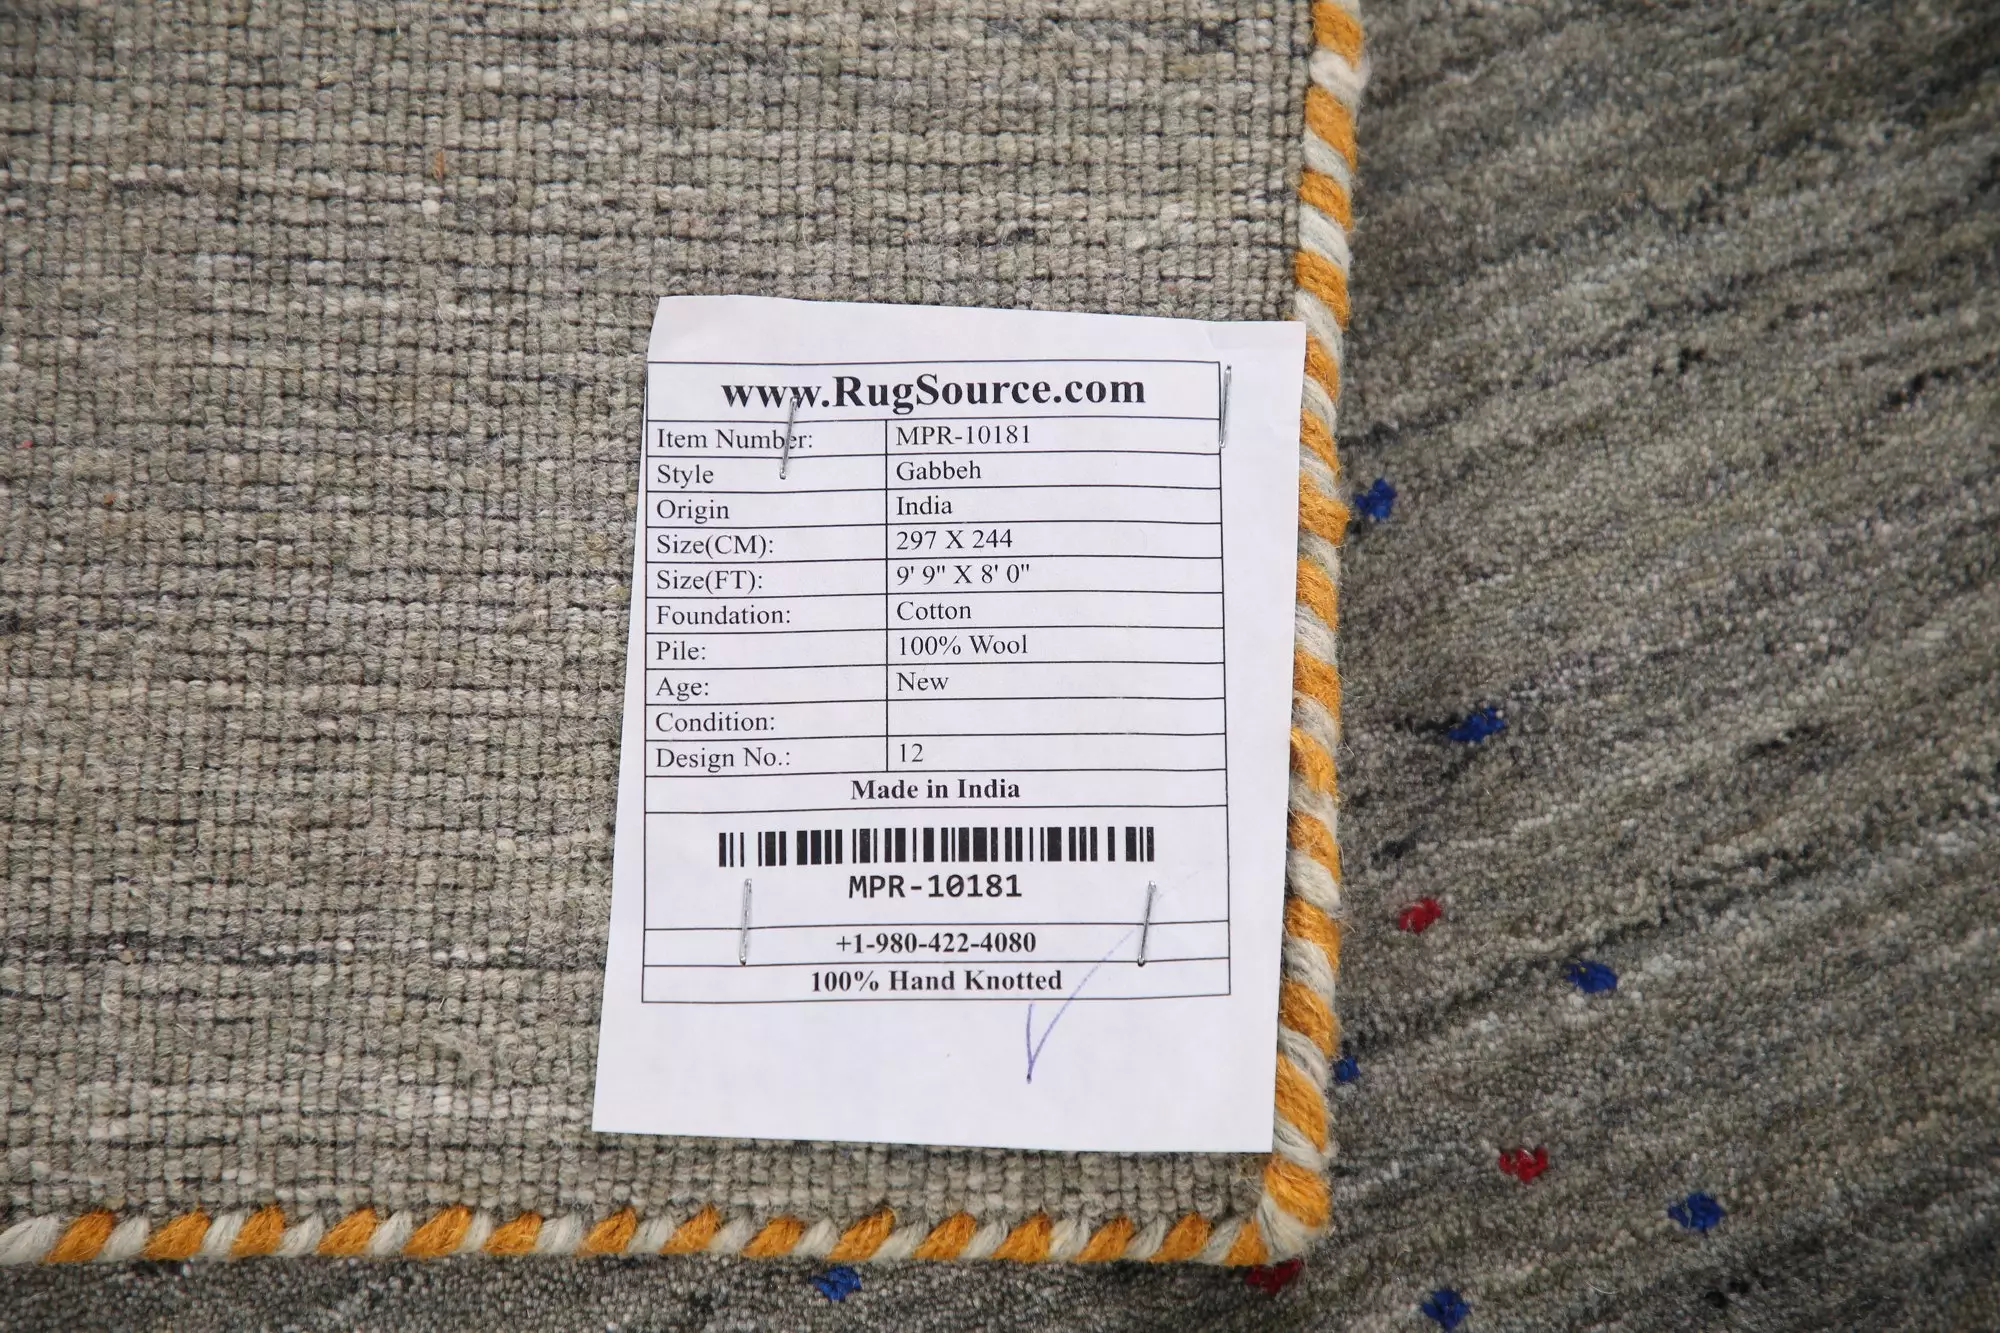 www.RugSource.com
Item Number: MPR-10181
Style Gabbeh
Origin India
Size(CM): 297 X 244
Size(FT): 9' 9" X 8' 0"
Foundation: Cotton
Pile: 100% Wool
Age: New
Condition:
Design No.: 12
Made in India
MPR-10181
+1-980-422-4080
100% Hand Knotted